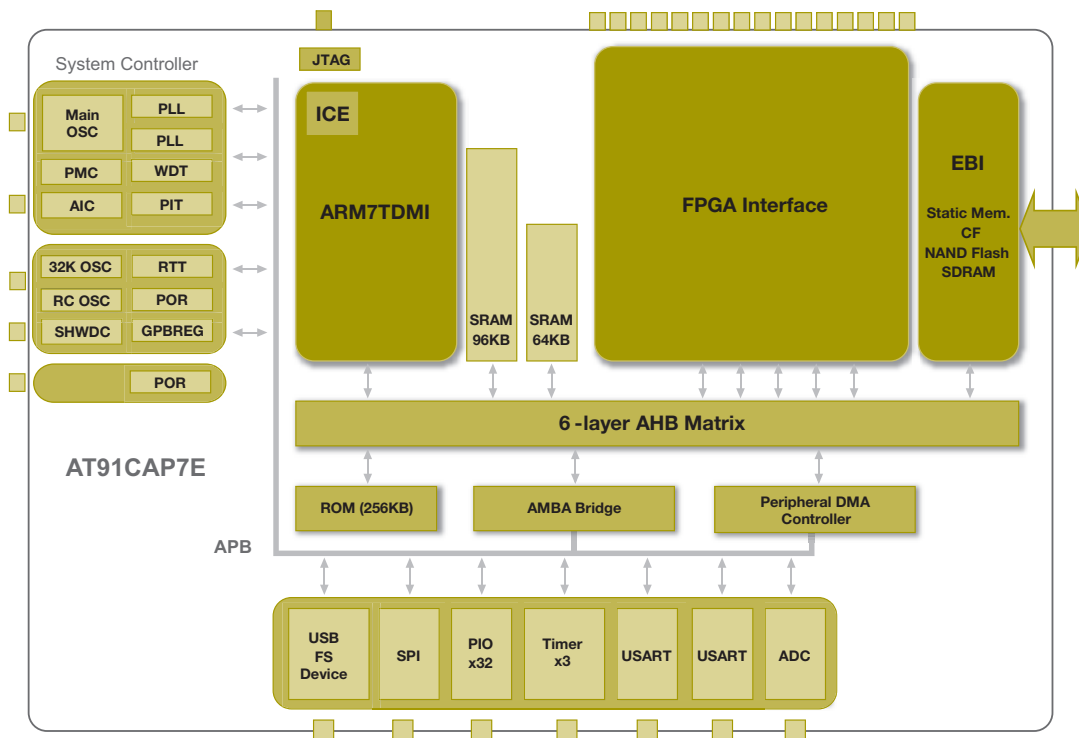 System Controller
Main
OSC
PLL
PLL
PMC
WDT
AIC
PIT
32K OSC
RTT
RC OSC
POR
SHWDC
GPBREG
POR
AT91CAP7E
JTAG
ICE
ARM7TDMI
SRAM
96KB
SRAM
64KB
FPGA Interface
EBI
Static Mem.
CF
NAND Flash
SDRAM
6 -layer AHB Matrix
ROM (256KB)
AMBA Bridge
Peripheral DMA
Controller
APB
USB
FS
Device
SPI
PIO
x32
Timer
x3
USART
USART
ADC